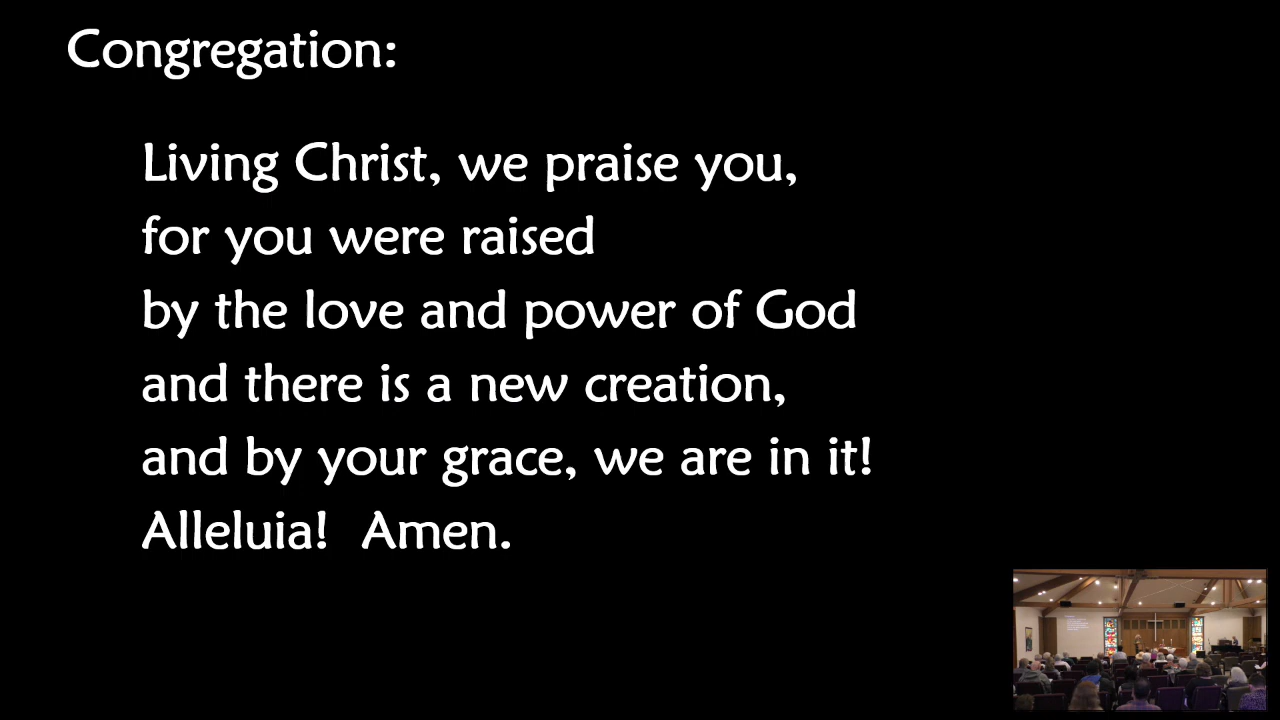 Congregation:
Living Christ, we praise you,
for you were raised
by the love and power of God
and there is a new creation,
and by your grace, we are in it!
Alleluia!  Amen.